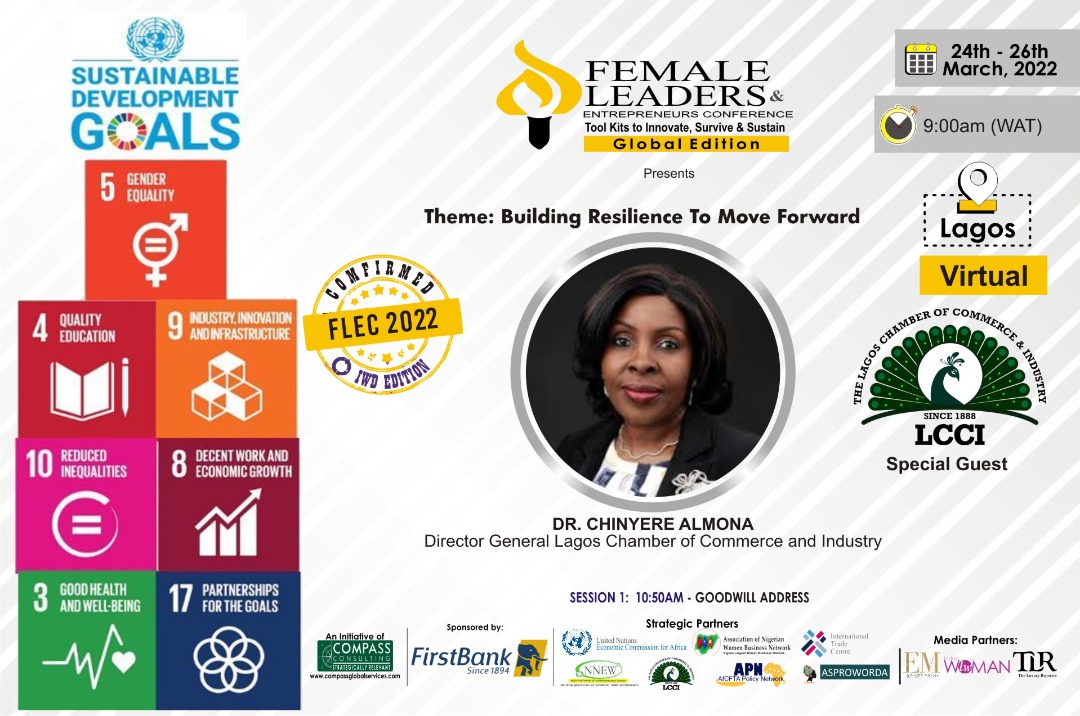 SUSTAINABLE
DEVELOPMENT
GOALS
5 GENDER
EQUALITY
4 QUALITY
EDUCATION
9 INDUSTRY, INNOVATION
AND INFRASTRUCTURE
10 REDUCED
INEQUALITIES
8 DECENT WORK AND
ECONOMIC GROWTH
3 GOOD HEALTH
AND WELL-BEING
17 PARTNERSHIPS
FOR THE GOALS
FEMALE
LEADERS &
ENTREPRENEURS CONFERENCE
Tool Kits to Innovate, Survive & Sustain
Global Edition
Presents
Theme: Building Resilience To Move Forward
CONFIRMED
FLEC 2022
IWD EDITION
24th - 26th
March, 2022
9:00am (WAT)
Lagos
Virtual
THE LAGOS CHAMBER OF COMMERCE & INDUSTRY
SINCE 1888
LCCI
Special Guest
DR. CHINYERE ALMONA
Director General Lagos Chamber of Commerce and Industry
SESSION 1: 10:50AM - GOODWILL ADDRESS
An Initiative of
COMPASS
CONSULTING
STRATEGICALLY RELEVANT
www.compassglobalservices.com
Sponsored by:
FirstBank
Since 1894
Strategic Partners
United Nations
Economic Commission for Africa
Association of Nigerian
Women Business Network
International
Trade
Centre
NNEW
LCCI
APN
AfCFTA Policy Network
ASPROWORDA
Media Partners:
EM
WOMAN
TLR
The Luxury Reporter